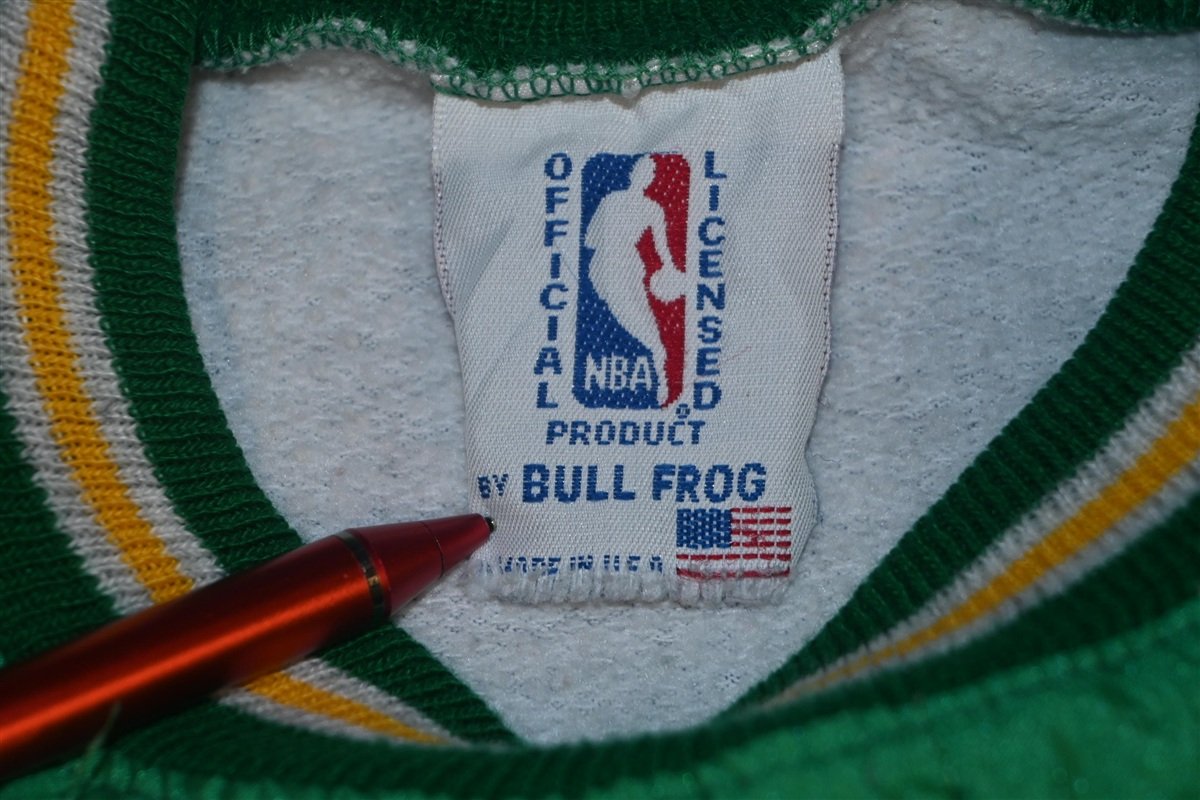 OFFICIAL
NBA
LICENSED
®
PRODUCT
BY BULL FROG
MADE IN U.S.A